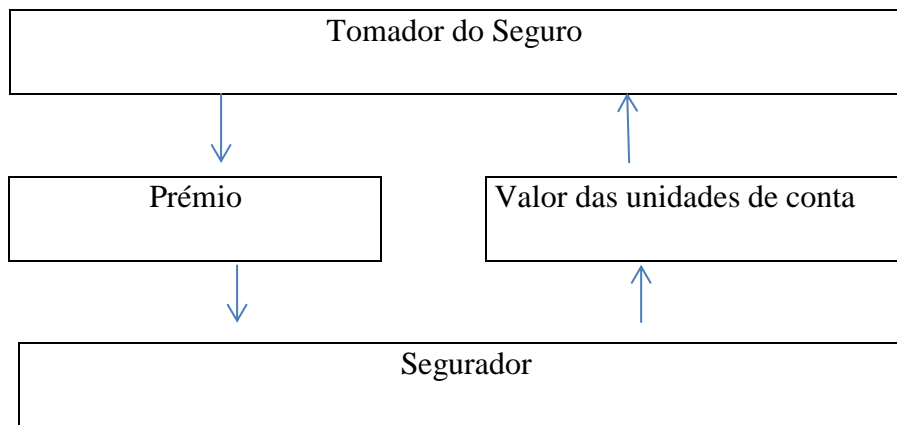 Tomador do Seguro
Prémio
Valor das unidades de conta
Segurador